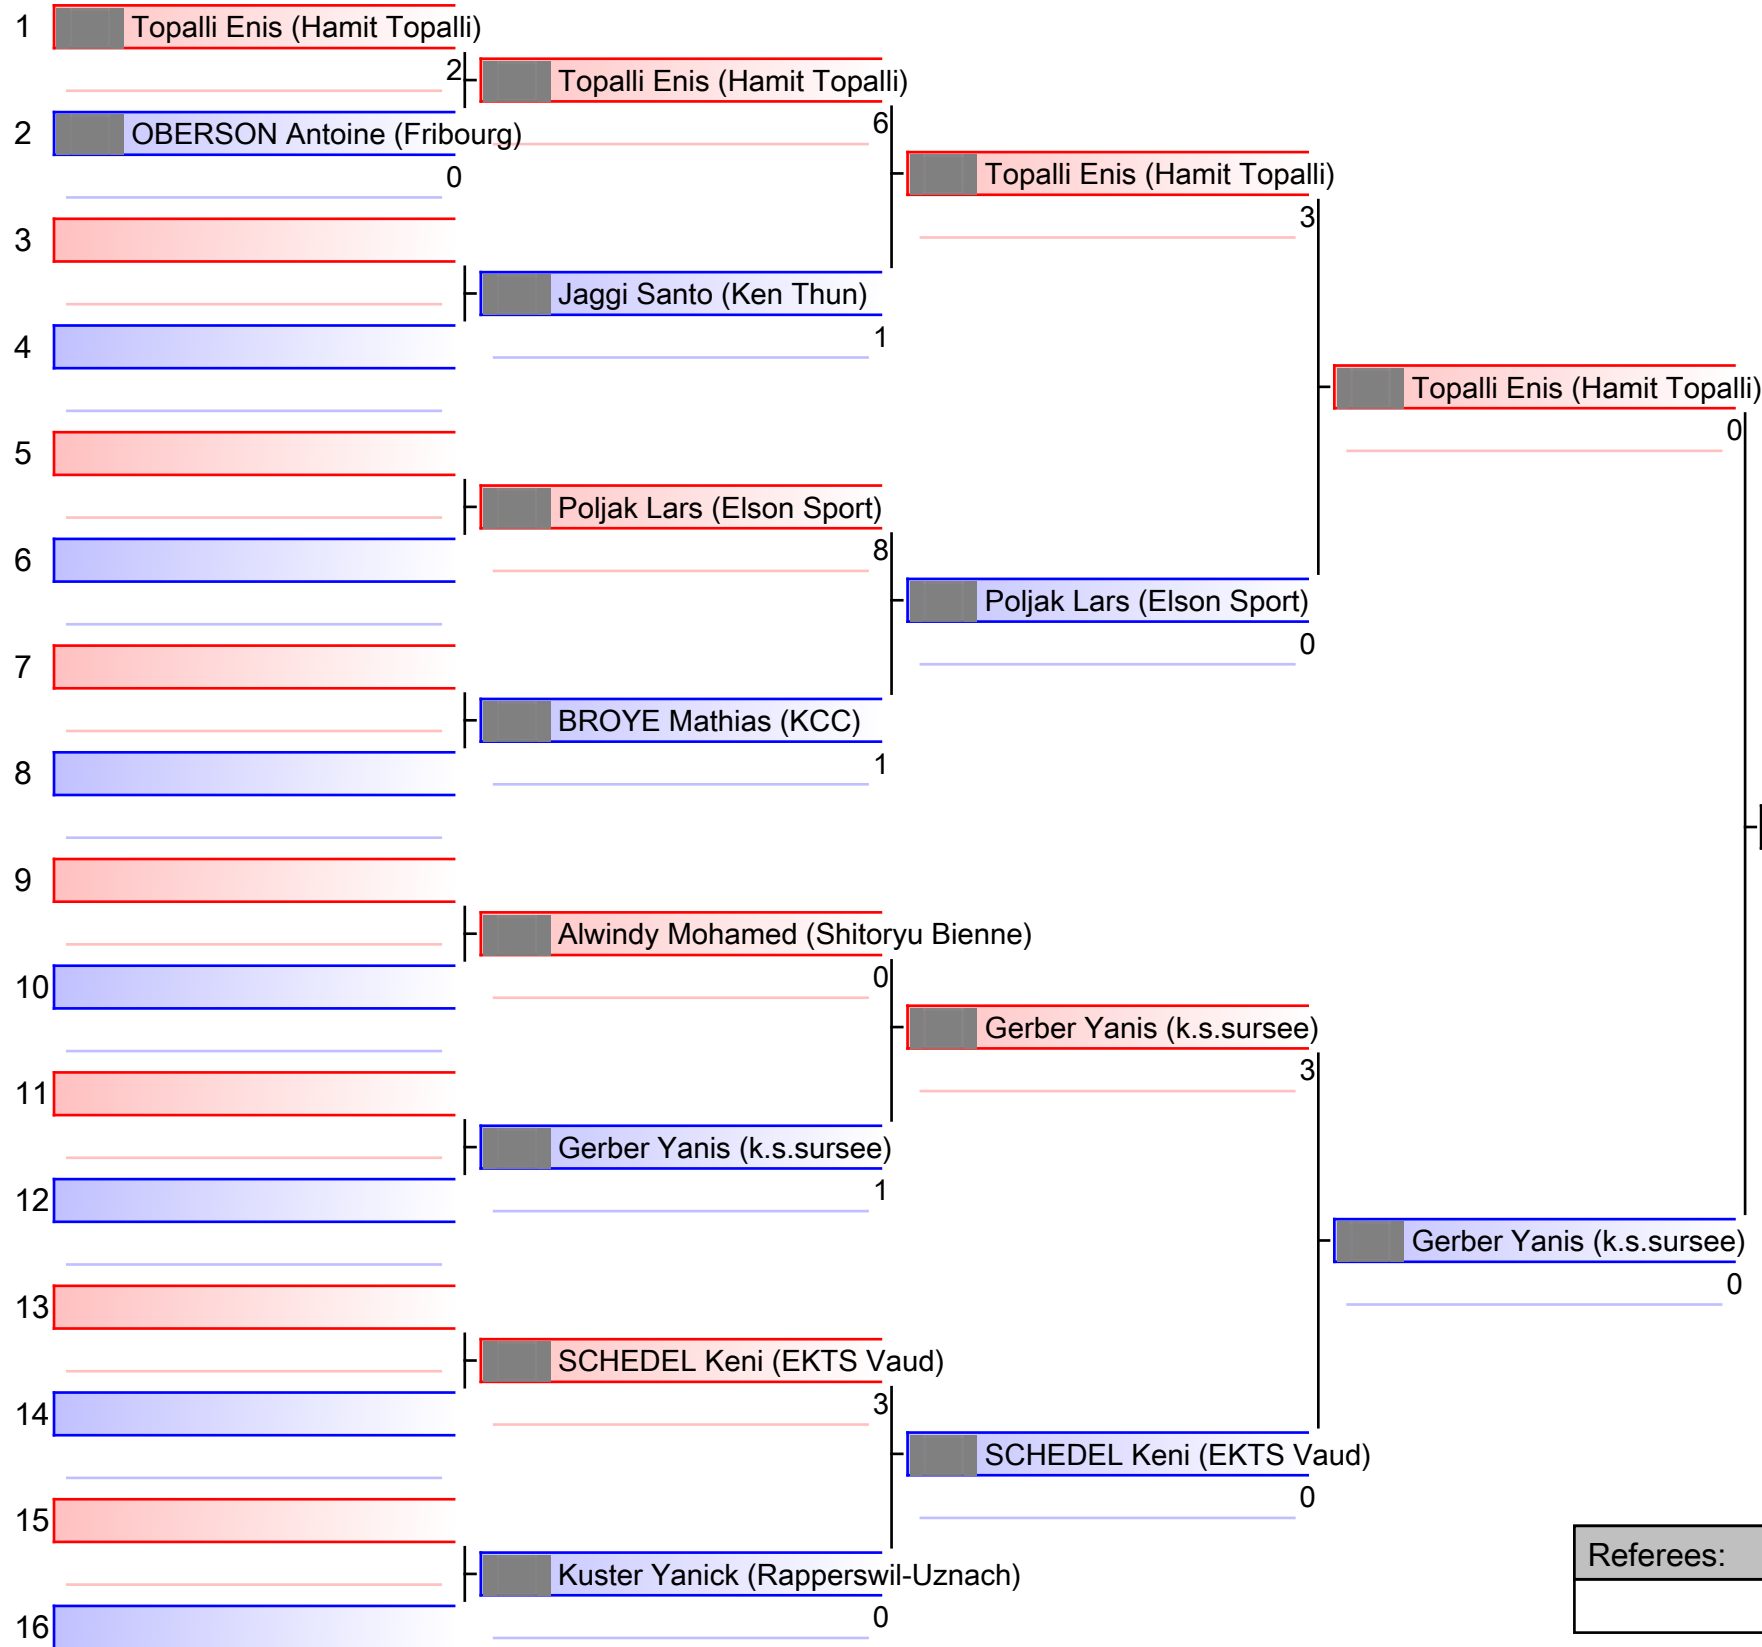 1 Topalli Enis (Hamit Topalli)
2 Topalli Enis (Hamit Topalli)
2 OBERSON Antoine (Fribourg)
6
0 Topalli Enis (Hamit Topalli)
3
3
Jaggi Santo (Ken Thun)
4
1
Topalli Enis (Hamit Topalli)
0
5
Poljak Lars (Elson Sport)
6
8
Poljak Lars (Elson Sport)
0
7
BROYE Mathias (KCC)
8
1
9
Alwindy Mohamed (Shitoryu Bienne)
0
10
Gerber Yanis (k.s.sursee)
3
11
Gerber Yanis (k.s.sursee)
12
1
Gerber Yanis (k.s.sursee)
0
13
SCHEDEL Keni (EKTS Vaud)
3
14
SCHEDEL Keni (EKTS Vaud)
0
15
Referees:
Kuster Yanick (Rapperswil-Uznach)
0
16